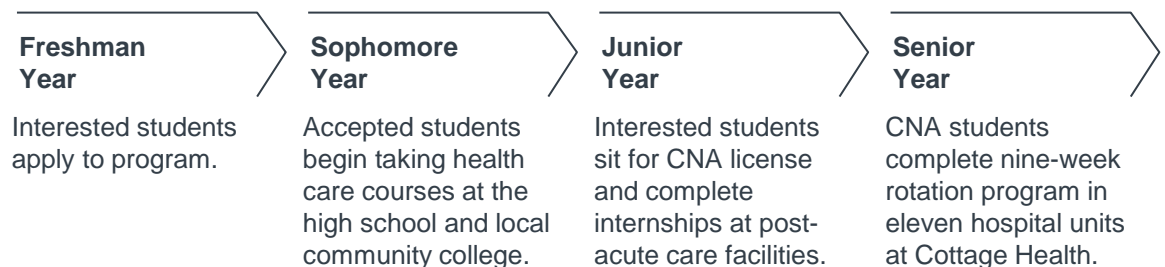 Freshman
Year
Interested students
apply to program.
Sophomore
Year
Accepted students
begin taking health
care courses at the
high school and local
community college.
Junior
Year
Interested students
sit for CNA license
and complete
internships at post-
acute care facilities.
Senior
Year
CNA students
complete nine-week
rotation program in
eleven hospital units
at Cottage Health.